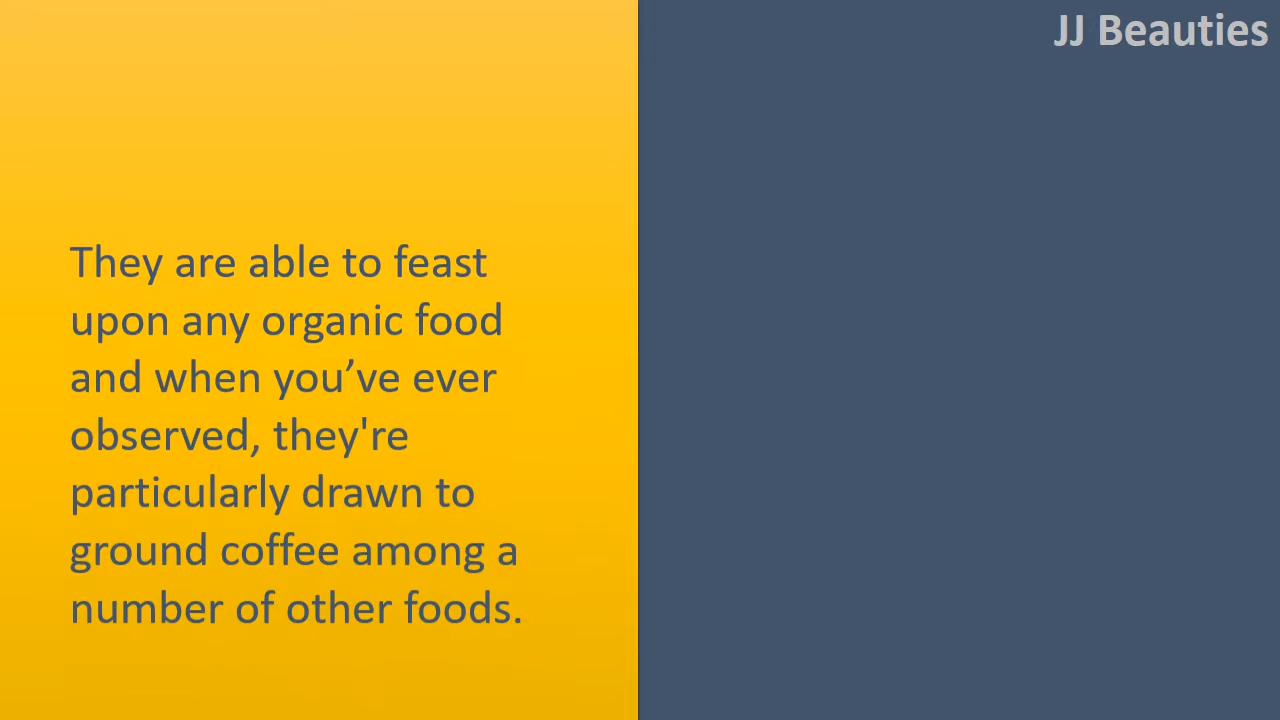 JJ Beauties
They are able to feast
upon any organic food
and when you’ve ever
observed, they're
particularly drawn to
ground coffee among a
number of other foods.